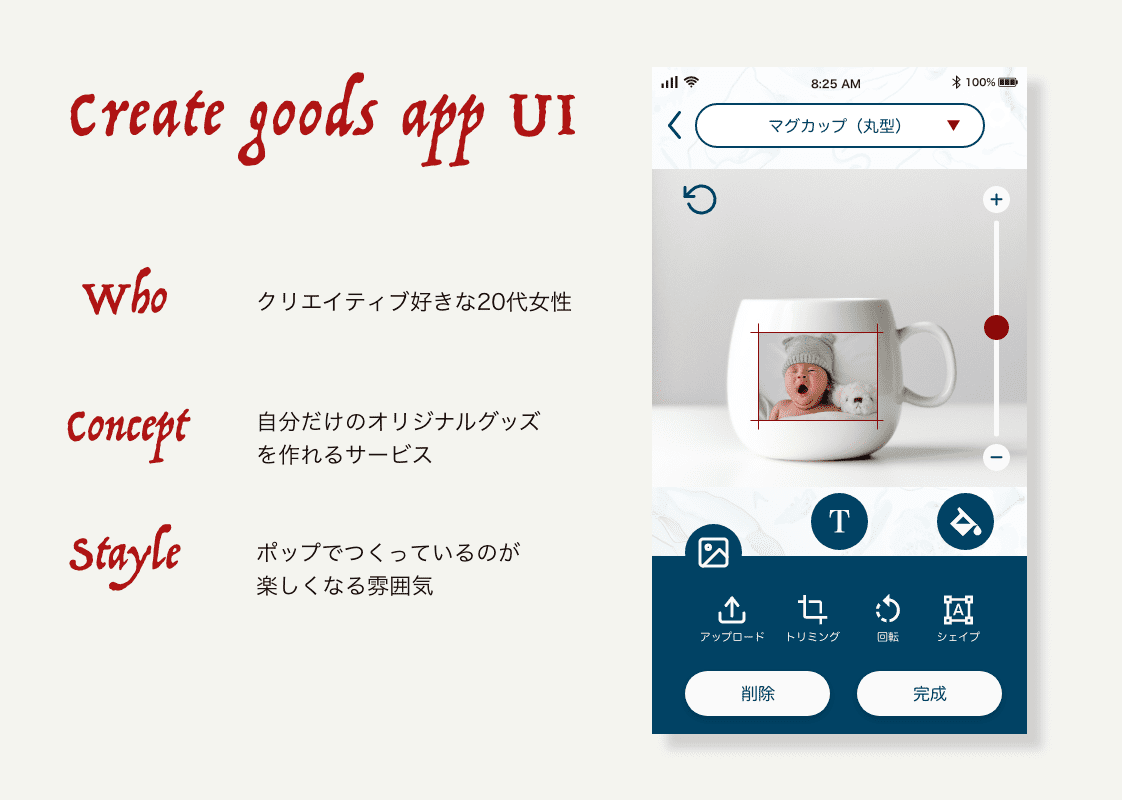 Create goods app UI
Who
クリエイティブ好きな20代女性
Concept
自分だけのオリジナルグッズ
を作れるサービス
Stayle
ポップでつくっているのが
楽しくなる雰囲気
8:25 AM
100%
マグカップ（丸型）
+
−
T
A
アップロード
トリミング
回転
シェイプ
削除
完成